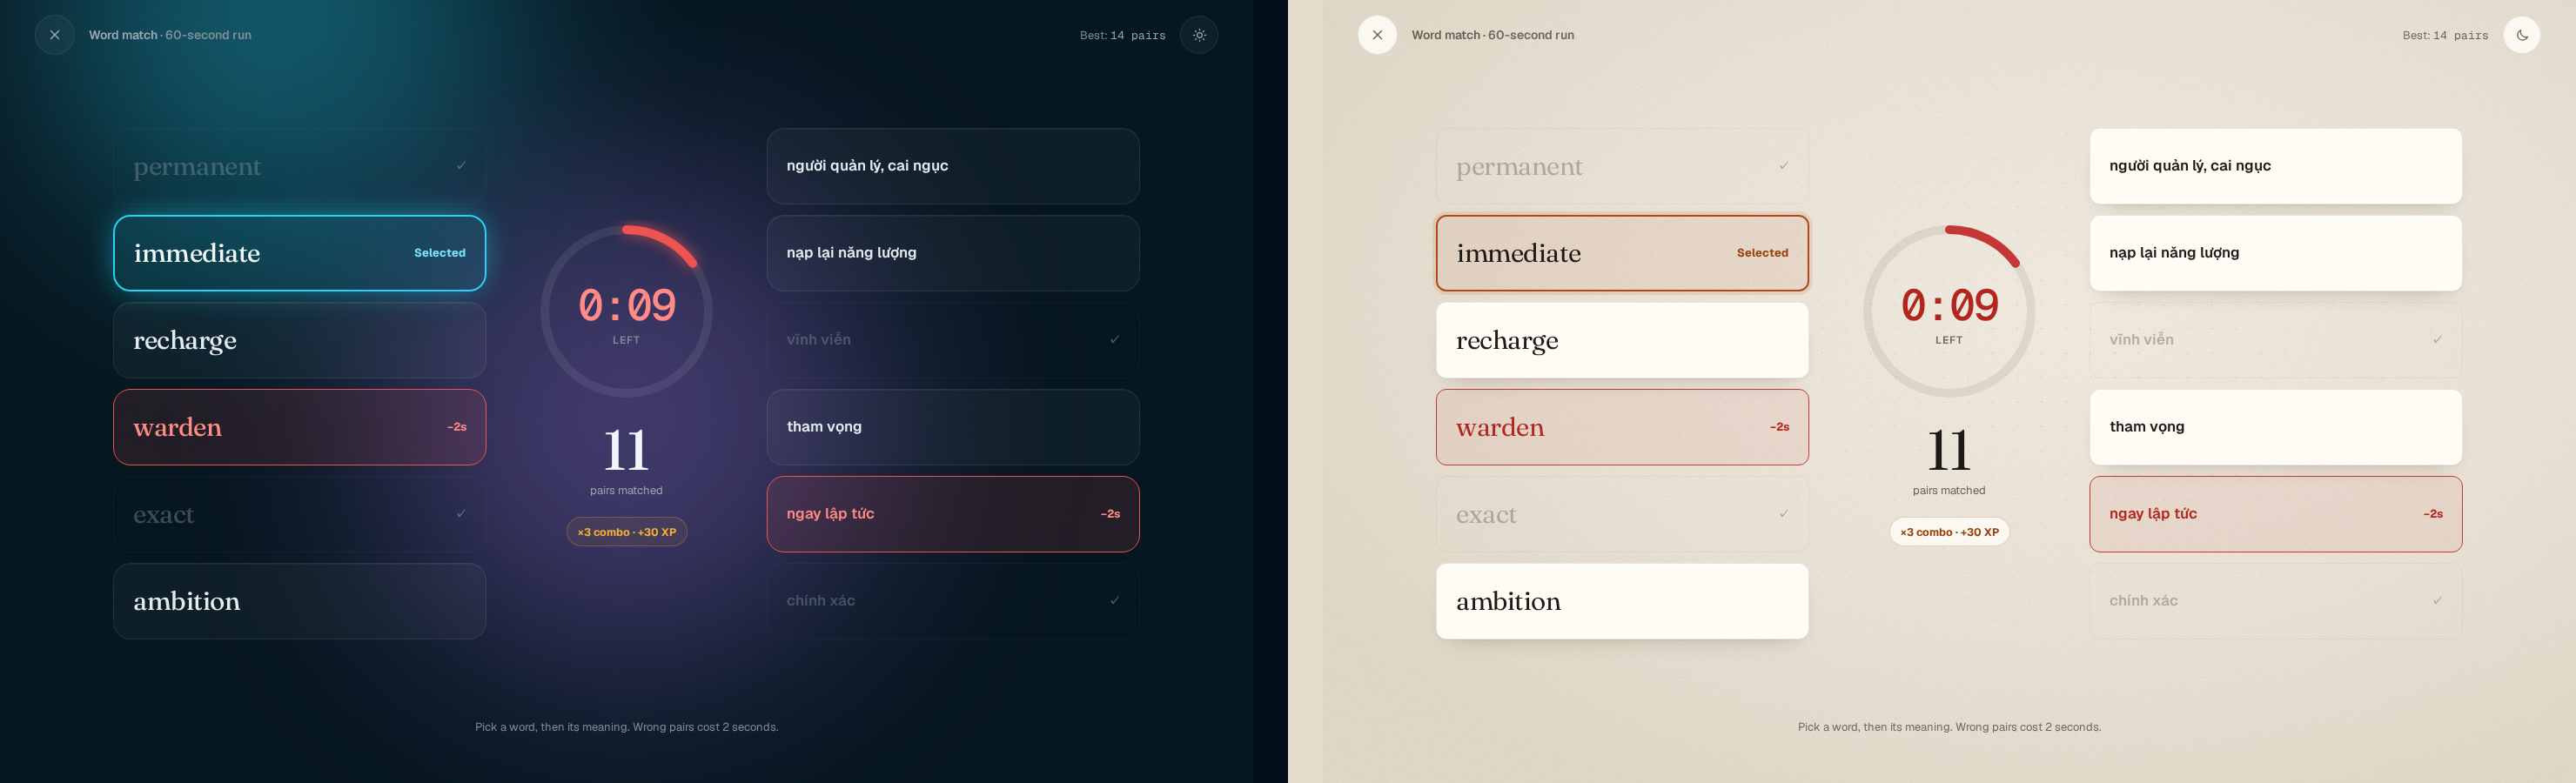 Word match · 60-second run
Best: 14 pairs
permanent ✓
immediate Selected
recharge
warden −2s
exact ✓
ambition
0:09
LEFT
11
pairs matched
×3 combo · +30 XP
người quản lý, cai ngục
nạp lại năng lượng
vĩnh viễn ✓
tham vọng
ngay lập tức −2s
chính xác ✓
Pick a word, then its meaning. Wrong pairs cost 2 seconds.
Word match · 60-second run
Best: 14 pairs
permanent ✓
immediate Selected
recharge
warden −2s
exact ✓
ambition
0:09
LEFT
11
pairs matched
×3 combo · +30 XP
người quản lý, cai ngục
nạp lại năng lượng
vĩnh viễn ✓
tham vọng
ngay lập tức −2s
chính xác ✓
Pick a word, then its meaning. Wrong pairs cost 2 seconds.